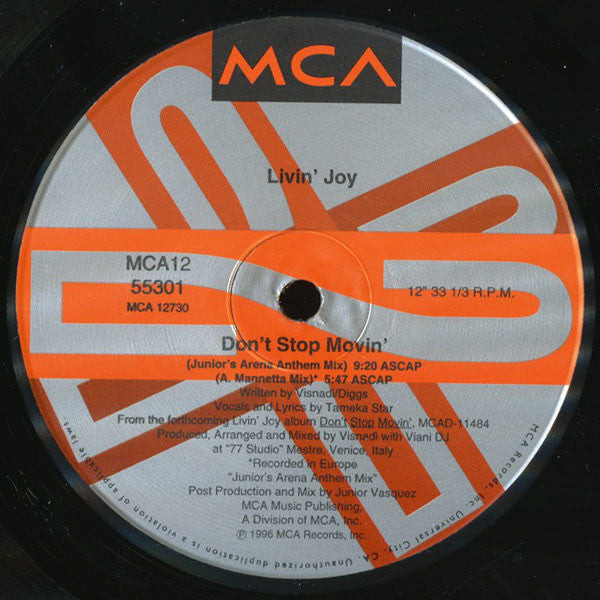 MCA
Livin' Joy
MCA12
55301
MCA 12730
12" 33 1/3 R.P.M.
Don't Stop Movin'
(Junior's Arena Anthem Mix) 9:20 ASCAP
(A. Mannetta Mix)* 5:47 ASCAP
Written by Visnadi/Diggs
Vocals and Lyrics by Tameka Star
From the forthcoming Livin' Joy album Don't Stop Movin', MCAD-11484
Produced, Arranged and Mixed by Visnadi with Viani DJ
at "77 Studio" Mestre, Venice, Italy
*Recorded in Europe
"Junior's Arena Anthem Mix"
Post Production and Mix by Junior Vasquez
MCA Music Publishing,
A Division of MCA, Inc.
℗ 1996 MCA Records, Inc.
MCA Records, Inc. Universal City, CA. Unauthorized duplication is a violation of applicable laws.